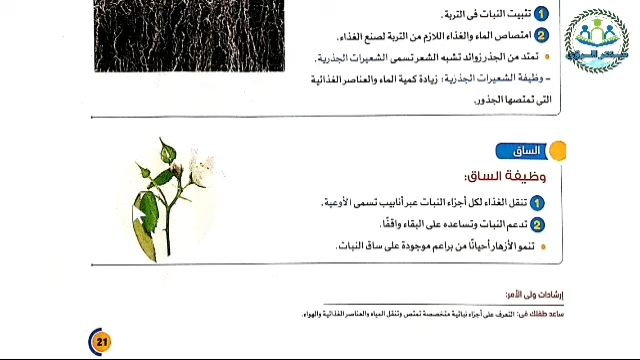 1 تثبيت النبات فى التربة.
2 امتصاص الماء والغذاء اللازم من التربة لصنع الغذاء.
• تمتد من الجذر زوائد تشبه الشعر تسمى الشعيرات الجذرية.
- وظيفة الشعيرات الجذرية: زيادة كمية الماء والعناصر الغذائية
التى تمتصها الجذور.
الساق
وظيفة الساق:
1 تنقل الغذاء لكل أجزاء النبات عبر أنابيب تسمى الأوعية.
2 تدعم النبات وتساعده على البقاء واقفًا.
• تنمو الأزهار أحيانًا من براعم موجودة على ساق النبات.
إرشادات ولى الأمر:
ساعد طفلك فى: التعرف على أجزاء نباتية متخصصة تمتص وتنقل المياه والعناصر الغذائية والهواء.
21